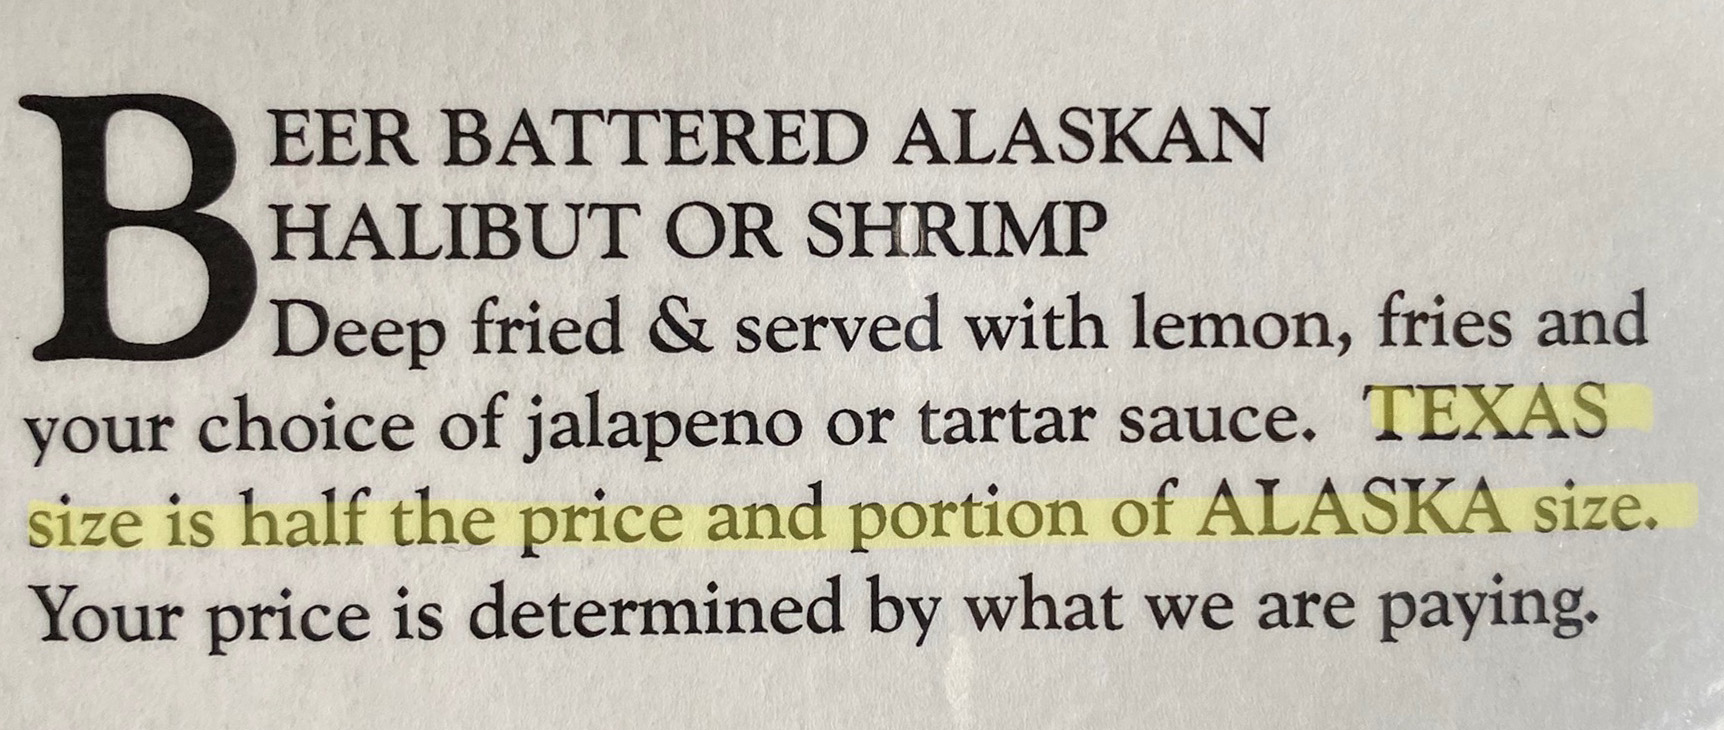 BEER BATTERED ALASKAN
HALIBUT OR SHRIMP
Deep fried & served with lemon, fries and
your choice of jalapeno or tartar sauce. TEXAS
size is half the price and portion of ALASKA size.
Your price is determined by what we are paying.